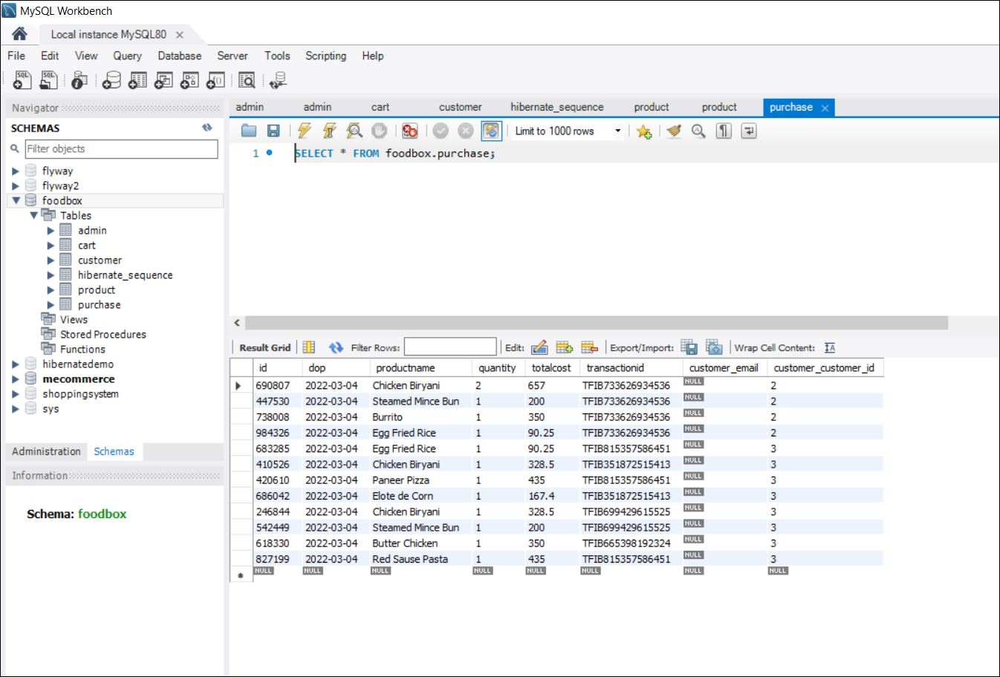 MySQL Workbench
Local instance MySQL80
File Edit View Query Database Server Tools Scripting Help
Navigator
SCHEMAS
Filter objects
flyway
flyway2
foodbox
Tables
admin
cart
customer
hibernate_sequence
product
purchase
Views
Stored Procedures
Functions
hibernatedemo
mecommerce
shoppingsystem
sys
Administration Schemas
Information
Schema: foodbox
admin admin cart customer hibernate_sequence product product purchase
Limit to 1000 rows
1 SELECT * FROM foodbox.purchase;
Result Grid Filter Rows: Edit: Export/Import: Wrap Cell Content:
id dop productname quantity totalcost transactionid customer_email customer_customer_id
690807 2022-03-04 Chicken Biryani 2 657 TFIB733626934536 NULL 2
447530 2022-03-04 Steamed Mince Bun 1 200 TFIB733626934536 NULL 2
738008 2022-03-04 Burrito 1 350 TFIB733626934536 NULL 2
984326 2022-03-04 Egg Fried Rice 1 90.25 TFIB733626934536 NULL 2
683285 2022-03-04 Egg Fried Rice 1 90.25 TFIB815357586451 NULL 3
410526 2022-03-04 Chicken Biryani 1 328.5 TFIB351872515413 NULL 3
420610 2022-03-04 Paneer Pizza 1 435 TFIB815357586451 NULL 3
686042 2022-03-04 Elote de Corn 1 167.4 TFIB351872515413 NULL 3
246844 2022-03-04 Chicken Biryani 1 328.5 TFIB699429615525 NULL 3
542449 2022-03-04 Steamed Mince Bun 1 200 TFIB699429615525 NULL 3
618330 2022-03-04 Butter Chicken 1 350 TFIB665398192324 NULL 3
827199 2022-03-04 Red Sause Pasta 1 435 TFIB815357586451 NULL 3
NULL NULL NULL NULL NULL NULL NULL NULL